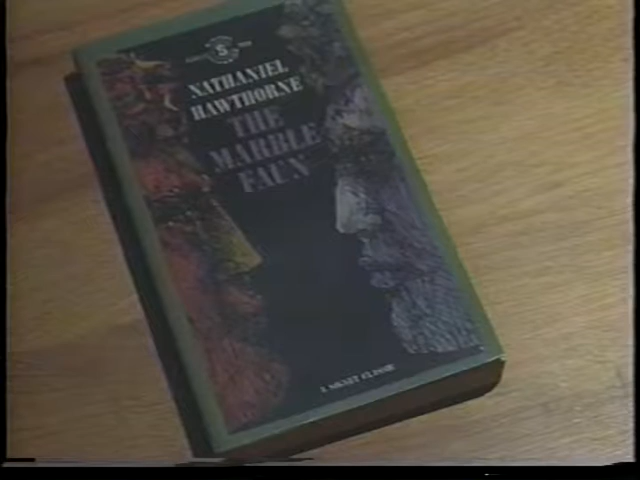 S
NATHANIEL
HAWTHORNE
THE
MARBLE
FAUN
A SIGNET CLASSIC